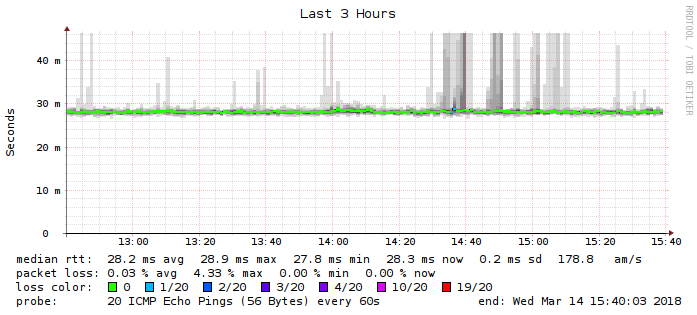 Last 3 Hours
RRDTOOL / TOBI OETIKER
Seconds
40 m
30 m
20 m
10 m
0
13:00 13:20 13:40 14:00 14:20 14:40 15:00 15:20 15:40
median rtt: 28.2 ms avg 28.9 ms max 27.8 ms min 28.3 ms now 0.2 ms sd 178.8 am/s
packet loss: 0.03 % avg 4.33 % max 0.00 % min 0.00 % now
loss color: 0 1/20 2/20 3/20 4/20 10/20 19/20
probe: 20 ICMP Echo Pings (56 Bytes) every 60s end: Wed Mar 14 15:40:03 2018